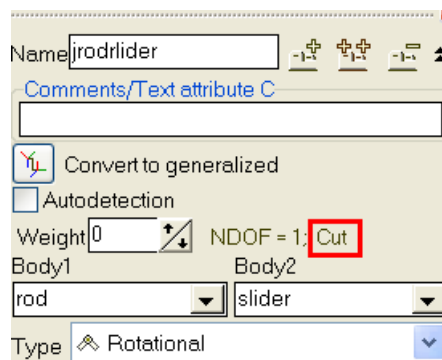 Name jrodrlider
Comments/Text attribute C
Convert to generalized
Autodetection
Weight 0 NDOF = 1; Cut
Body1 Body2
rod slider
Type Rotational